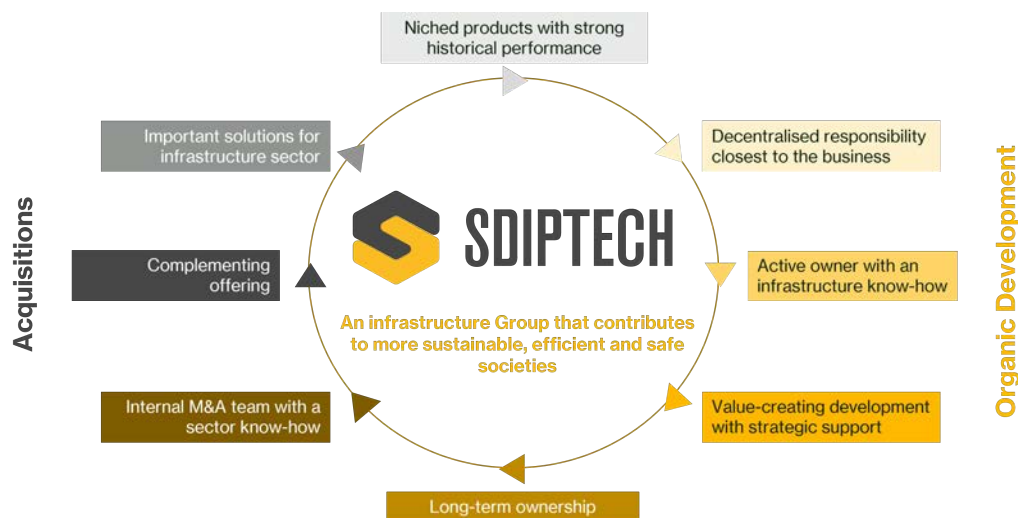 Niched products with strong
historical performance
Important solutions for
infrastructure sector
Decentralised responsibility
closest to the business
Acquisitions
SDIPTECH
Organic Development
Complementing
offering
Active owner with an
infrastructure know-how
An infrastructure Group that contributes
to more sustainable, efficient and safe
societies
Internal M&A team with a
sector know-how
Value-creating development
with strategic support
Long-term ownership